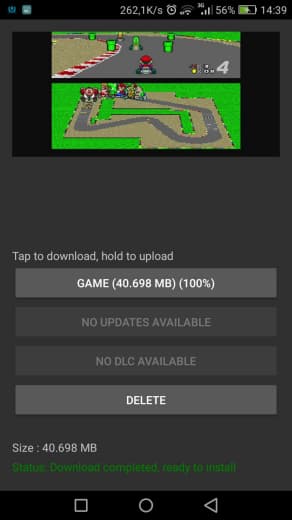 262,1K/s 3G 56% 14:39
4
Tap to download, hold to upload
GAME (40.698 MB) (100%)
NO UPDATES AVAILABLE
NO DLC AVAILABLE
DELETE
Size : 40.698 MB
Status: Download completed, ready to install